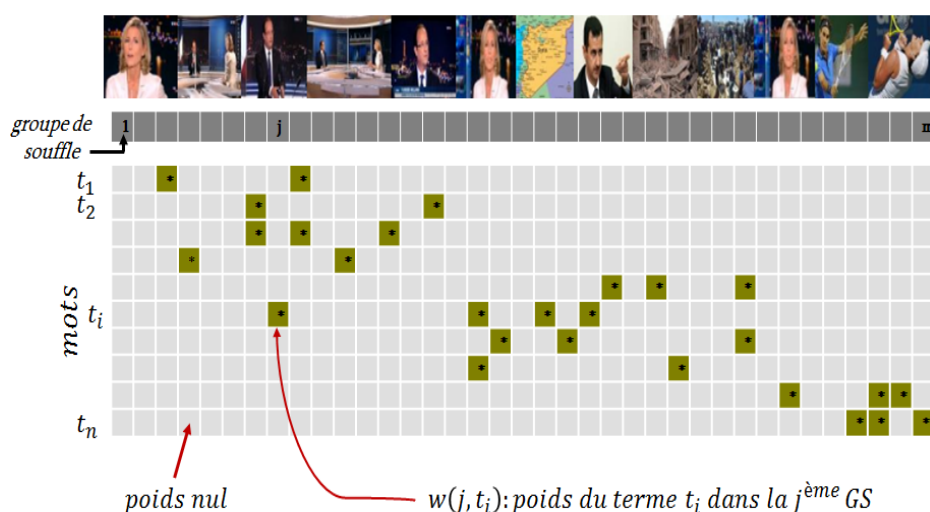 groupe de
souffle
1 j m
t₁
t₂
mots
tᵢ
tₙ
poids nul
w(j, tᵢ): poids du terme tᵢ dans la jᵉ̀ᵐᵉ GS